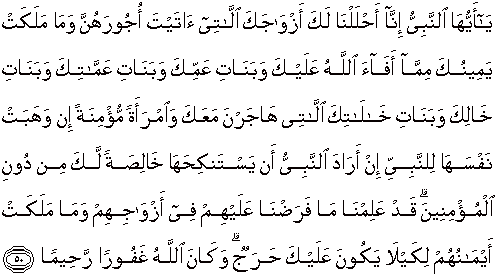 يَـٰٓأَيُّهَا ٱلنَّبِىُّ إِنَّآ أَحْلَلْنَا لَكَ أَزْوَٰجَكَ ٱلَّـٰتِىٓ ءَاتَيْتَ أُجُورَهُنَّ وَمَا مَلَكَتْ
يَمِينُكَ مِمَّآ أَفَآءَ ٱللَّهُ عَلَيْكَ وَبَنَاتِ عَمِّكَ وَبَنَاتِ عَمَّـٰتِكَ وَبَنَاتِ
خَالِكَ وَبَنَاتِ خَـٰلَـٰتِكَ ٱلَّـٰتِى هَاجَرْنَ مَعَكَ وَٱمْرَأَةً مُّؤْمِنَةً إِن وَهَبَتْ
نَفْسَهَا لِلنَّبِىِّ إِنْ أَرَادَ ٱلنَّبِىُّ أَن يَسْتَنكِحَهَا خَالِصَةً لَّكَ مِن دُونِ
ٱلْمُؤْمِنِينَ ۗ قَدْ عَلِمْنَا مَا فَرَضْنَا عَلَيْهِمْ فِىٓ أَزْوَٰجِهِمْ وَمَا مَلَكَتْ
أَيْمَـٰنُهُمْ لِكَيْلَا يَكُونَ عَلَيْكَ حَرَجٌ ۗ وَكَانَ ٱللَّهُ غَفُورًا رَّحِيمًا ٥٠